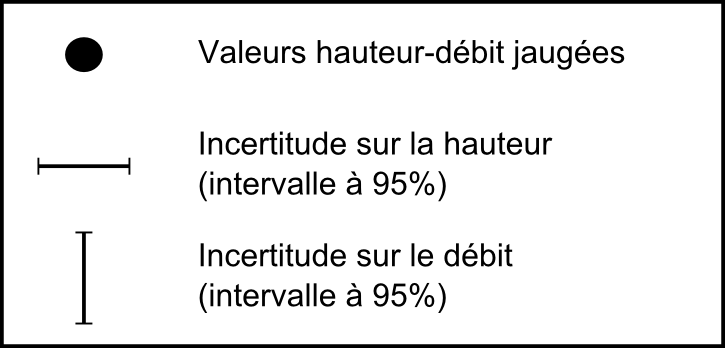 Valeurs hauteur-débit jaugées
Incertitude sur la hauteur
(intervalle à 95%)
Incertitude sur le débit
(intervalle à 95%)